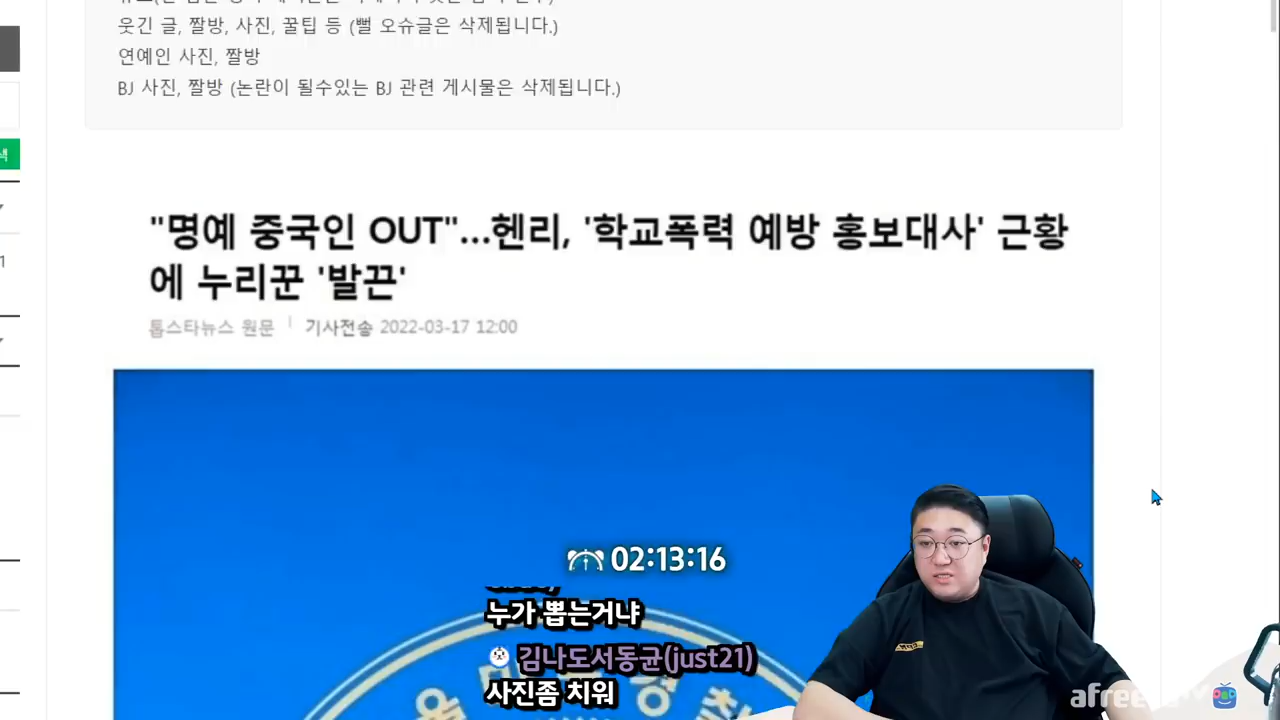 웃긴 글, 짤방, 사진, 꿀팁 등 (뻘 오슈글은 삭제됩니다.)
연예인 사진, 짤방
BJ 사진, 짤방 (논란이 될수있는 BJ 관련 게시물은 삭제됩니다.)
색
1
"명예 중국인 OUT"...헨리, '학교폭력 예방 홍보대사' 근황
에 누리꾼 '발끈'
톱스타뉴스 원문 | 기사전송 2022-03-17 12:00
02:13:16
누가 뽑는거냐
김나도서동균(just21)
사진좀 치워